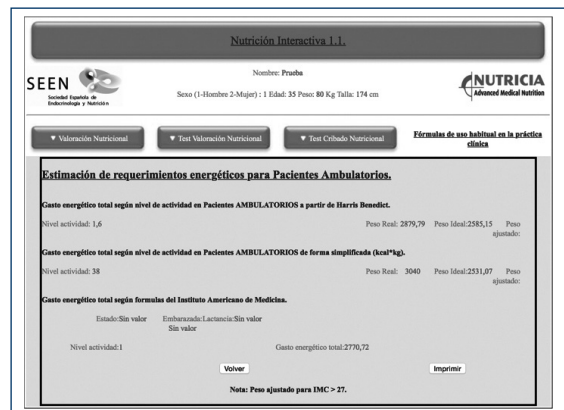 Nutrición Interactiva 1.1.
SEEN
Sociedad Española de
Endocrinología y Nutrición
Nombre: Prueba
Sexo (1-Hombre 2-Mujer) : 1 Edad: 35 Peso: 80 Kg Talla: 174 cm
NUTRICIA
Advanced Medical Nutrition
▼ Valoración Nutricional
▼ Test Valoración Nutricional
▼ Test Cribado Nutricional
Fórmulas de uso habitual en la práctica
clínica
Estimación de requerimientos energéticos para Pacientes Ambulatorios.
Gasto energético total según nivel de actividad en Pacientes AMBULATORIOS a partir de Harris Benedict.
Nivel actividad: 1,6 Peso Real: 2879,79 Peso Ideal:2585,15 Peso
ajustado:
Gasto energético total según nivel de actividad en Pacientes AMBULATORIOS de forma simplificada (kcal*kg).
Nivel actividad: 38 Peso Real: 3040 Peso Ideal:2531,07 Peso
ajustado:
Gasto energético total según formulas del Instituto Americano de Medicina.
Estado:Sin valor Embarazada:Lactancia:Sin valor
Sin valor
Nivel actividad:1 Gasto energético total:2770,72
Volver Imprimir
Nota: Peso ajustado para IMC > 27.